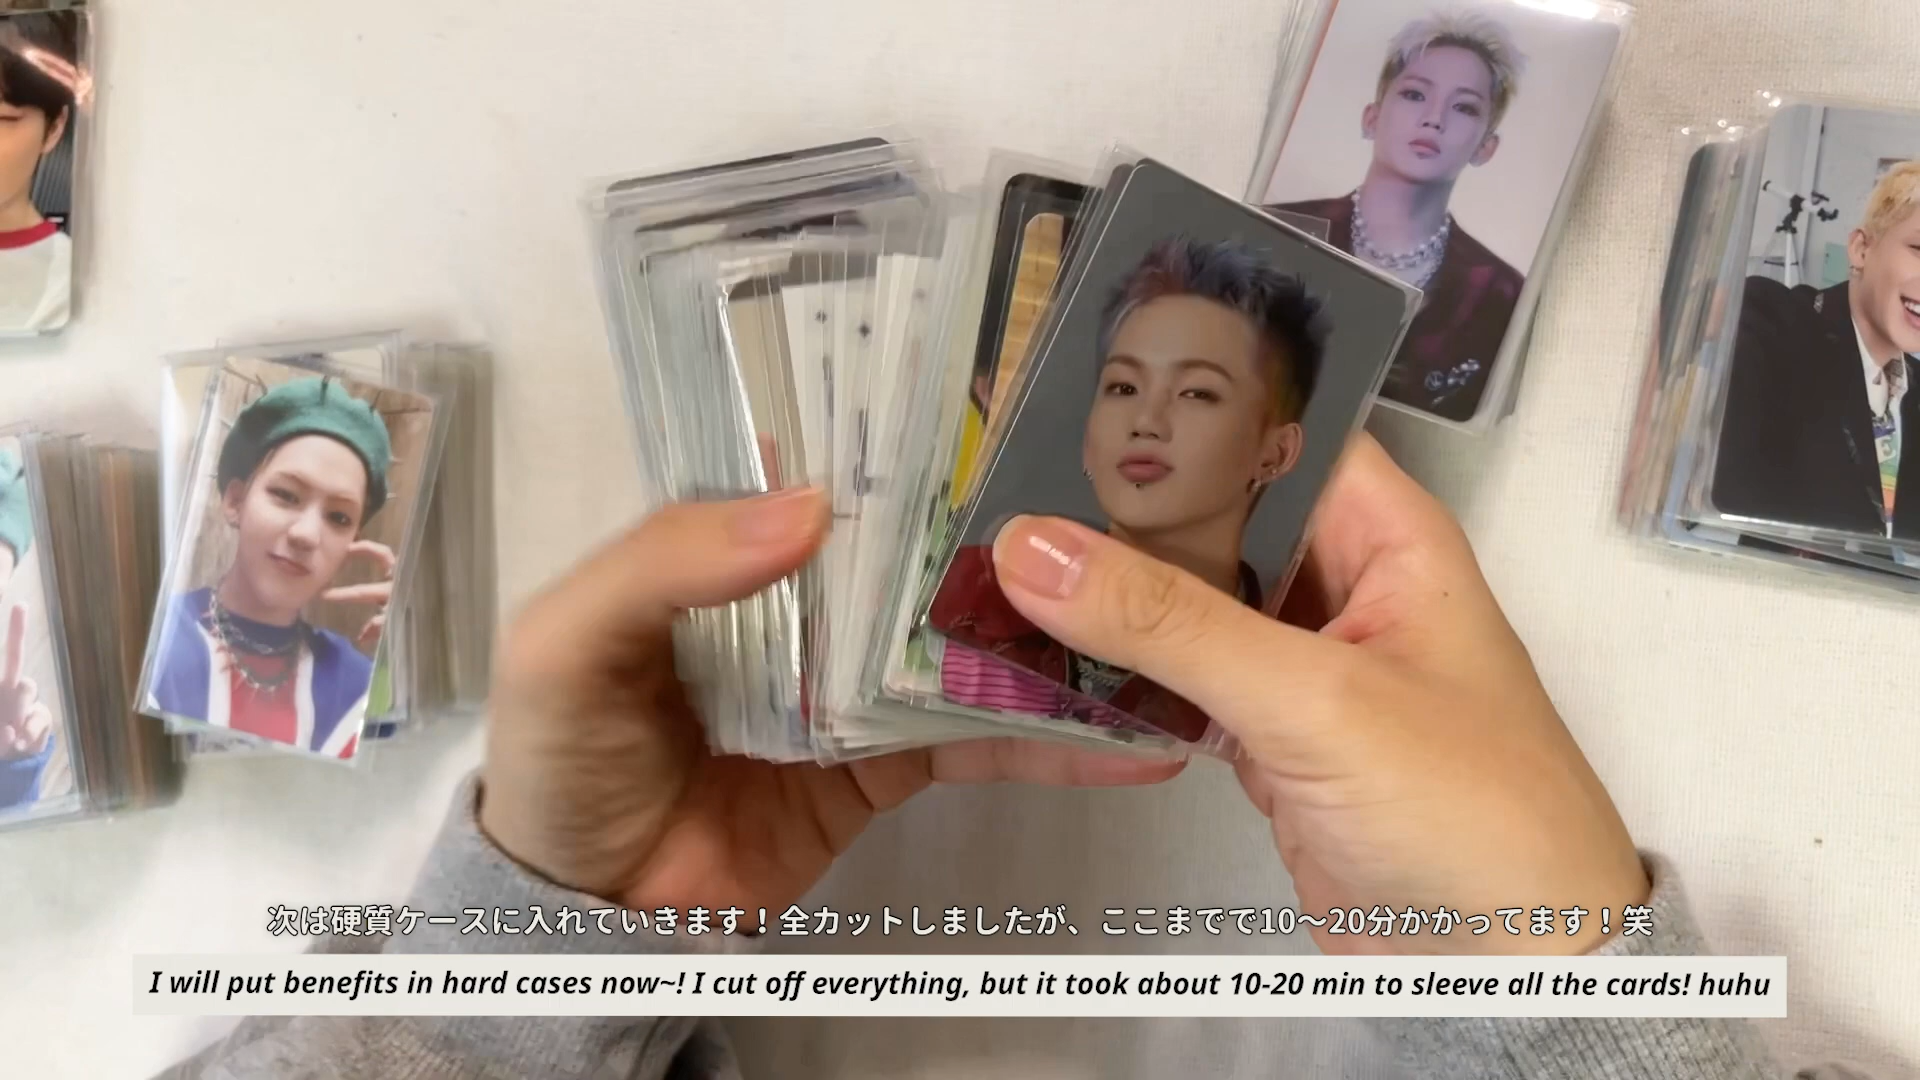 次は硬質ケースに入れていきます！全カットしましたが、ここまでで10〜20分かかってます！笑
I will put benefits in hard cases now~! I cut off everything, but it took about 10-20 min to sleeve all the cards! huhu